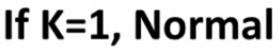 If K=1, Normal